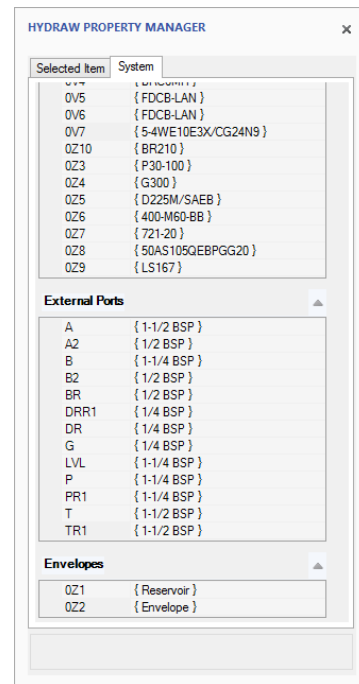 HYDRAW PROPERTY MANAGER
Selected Item System
0V5 { FDCB-LAN }
0V6 { FDCB-LAN }
0V7 { 5-4WE10E3X/CG24N9 }
0Z10 { BR210 }
0Z3 { P30-100 }
0Z4 { G300 }
0Z5 { D225M/SAEB }
0Z6 { 400-M60-BB }
0Z7 { 721-20 }
0Z8 { 50AS105QEBPGG20 }
0Z9 { LS167 }
External Ports
A { 1-1/2 BSP }
A2 { 1/2 BSP }
B { 1-1/4 BSP }
B2 { 1/2 BSP }
BR { 1/2 BSP }
DRR1 { 1/4 BSP }
DR { 1/4 BSP }
G { 1/4 BSP }
LVL { 1-1/4 BSP }
P { 1-1/4 BSP }
PR1 { 1-1/4 BSP }
T { 1-1/2 BSP }
TR1 { 1-1/2 BSP }
Envelopes
0Z1 { Reservoir }
0Z2 { Envelope }